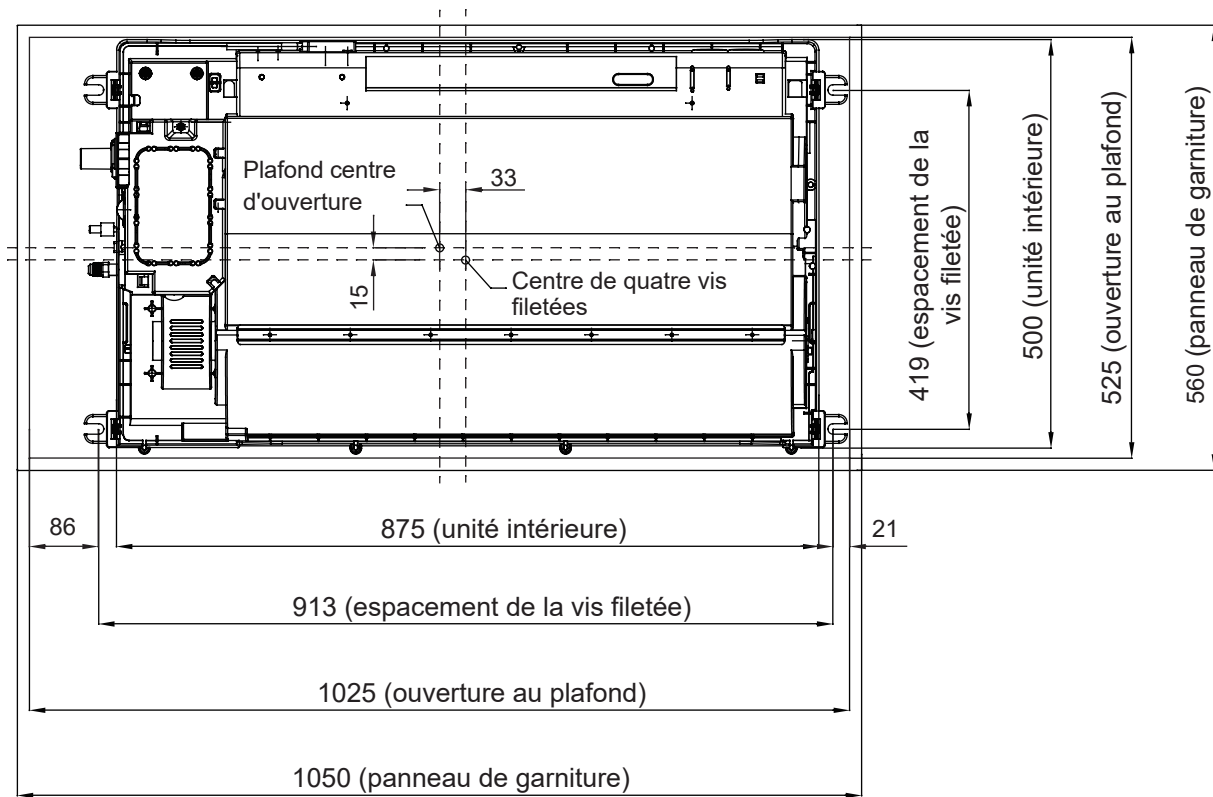 Plafond centre
d'ouverture
33
15
Centre de quatre vis
filetées
419 (espacement de la
vis filetée)
500 (unité intérieure)
525 (ouverture au plafond)
560 (panneau de garniture)
86
875 (unité intérieure)
21
913 (espacement de la vis filetée)
1025 (ouverture au plafond)
1050 (panneau de garniture)